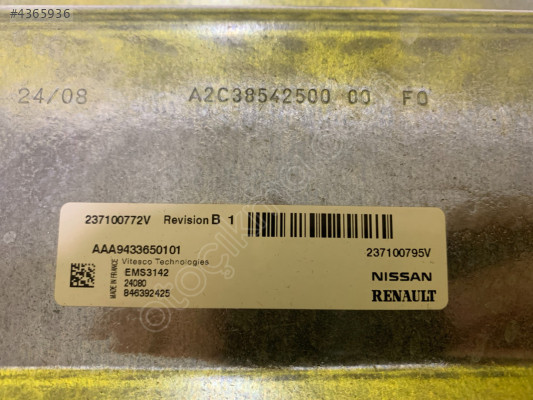 #4365936
24/08 A2C38542500 00 F0
237100772V Revision B 1
AAA9433650101
Vitesco Technologies
237100795V
MADE IN FRANCE
EMS3142
24080
846392425
NISSAN
RENAULT